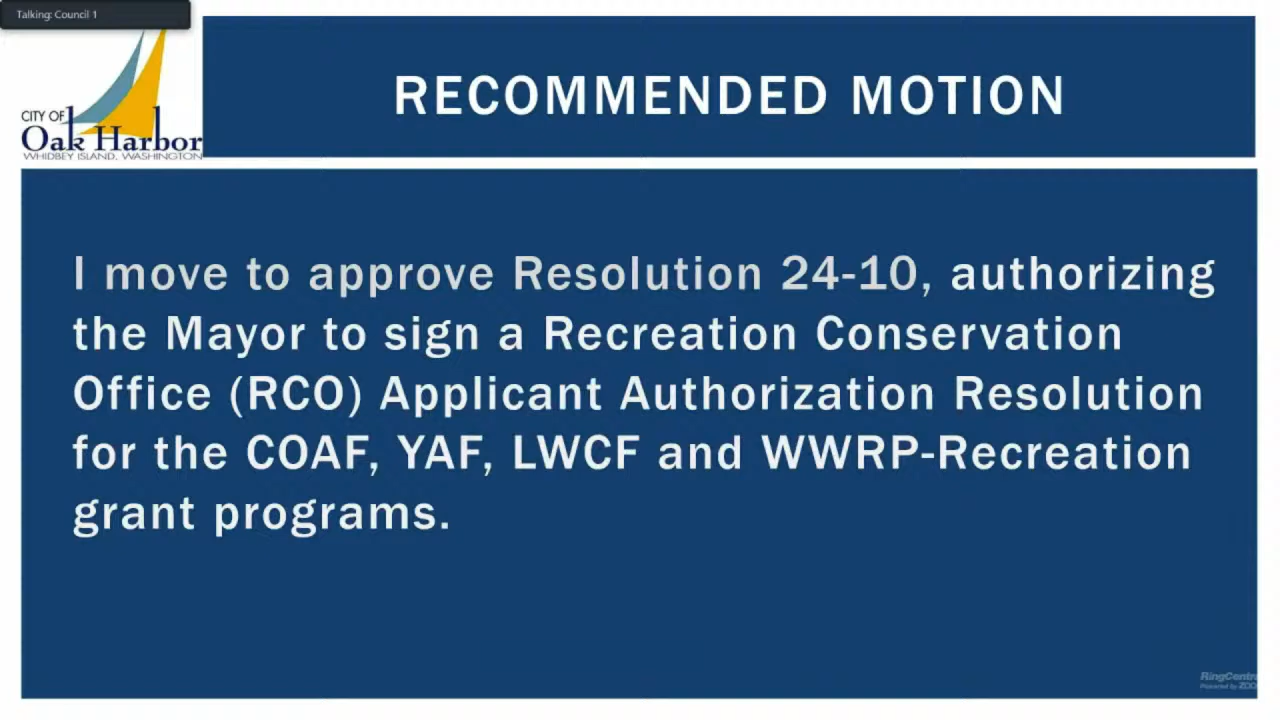 Talking: Council 1
CITY OF
Oak Harbor
WHIDBEY ISLAND, WASHINGTON
RECOMMENDED MOTION
I move to approve Resolution 24-10, authorizing
the Mayor to sign a Recreation Conservation
Office (RCO) Applicant Authorization Resolution
for the COAF, YAF, LWCF and WWRP-Recreation
grant programs.